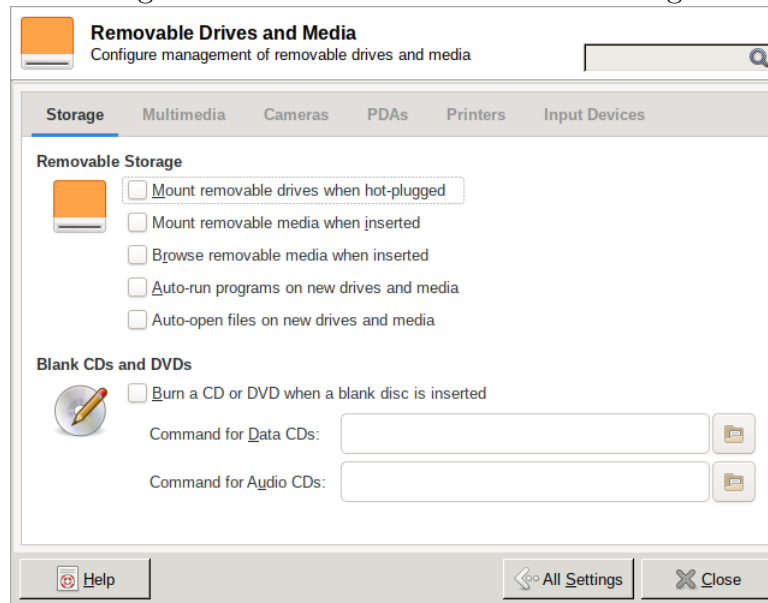 Removable Drives and Media
Configure management of removable drives and media
Storage Multimedia Cameras PDAs Printers Input Devices
Removable Storage
Mount removable drives when hot-plugged
Mount removable media when inserted
Browse removable media when inserted
Auto-run programs on new drives and media
Auto-open files on new drives and media
Blank CDs and DVDs
Burn a CD or DVD when a blank disc is inserted
Command for Data CDs:
Command for Audio CDs:
Help All Settings Close